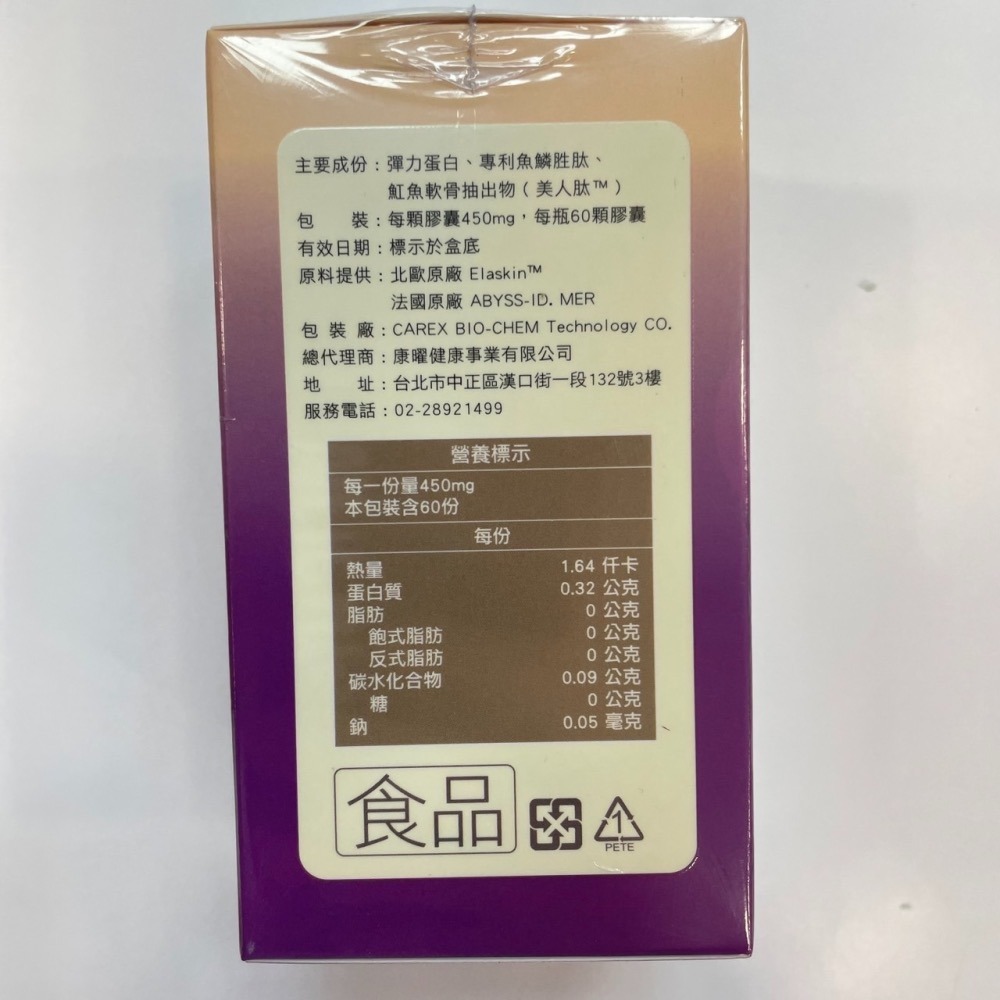 主要成份：彈力蛋白、專利魚鱗胜肽、
魟魚軟骨抽出物（美人肽™）
包　　裝：每顆膠囊450mg，每瓶60顆膠囊
有效日期：標示於盒底
原料提供：北歐原廠 Elaskin™
法國原廠 ABYSS-ID. MER
包 裝 廠：CAREX BIO-CHEM Technology CO.
總代理商：康曜健康事業有限公司
地　　址：台北市中正區漢口街一段132號3樓
服務電話：02-28921499
營養標示
每一份量450mg
本包裝含60份
每份
熱量 1.64 仟卡
蛋白質 0.32 公克
脂肪 0 公克
飽式脂肪 0 公克
反式脂肪 0 公克
碳水化合物 0.09 公克
糖 0 公克
鈉 0.05 毫克
食品
1
PETE